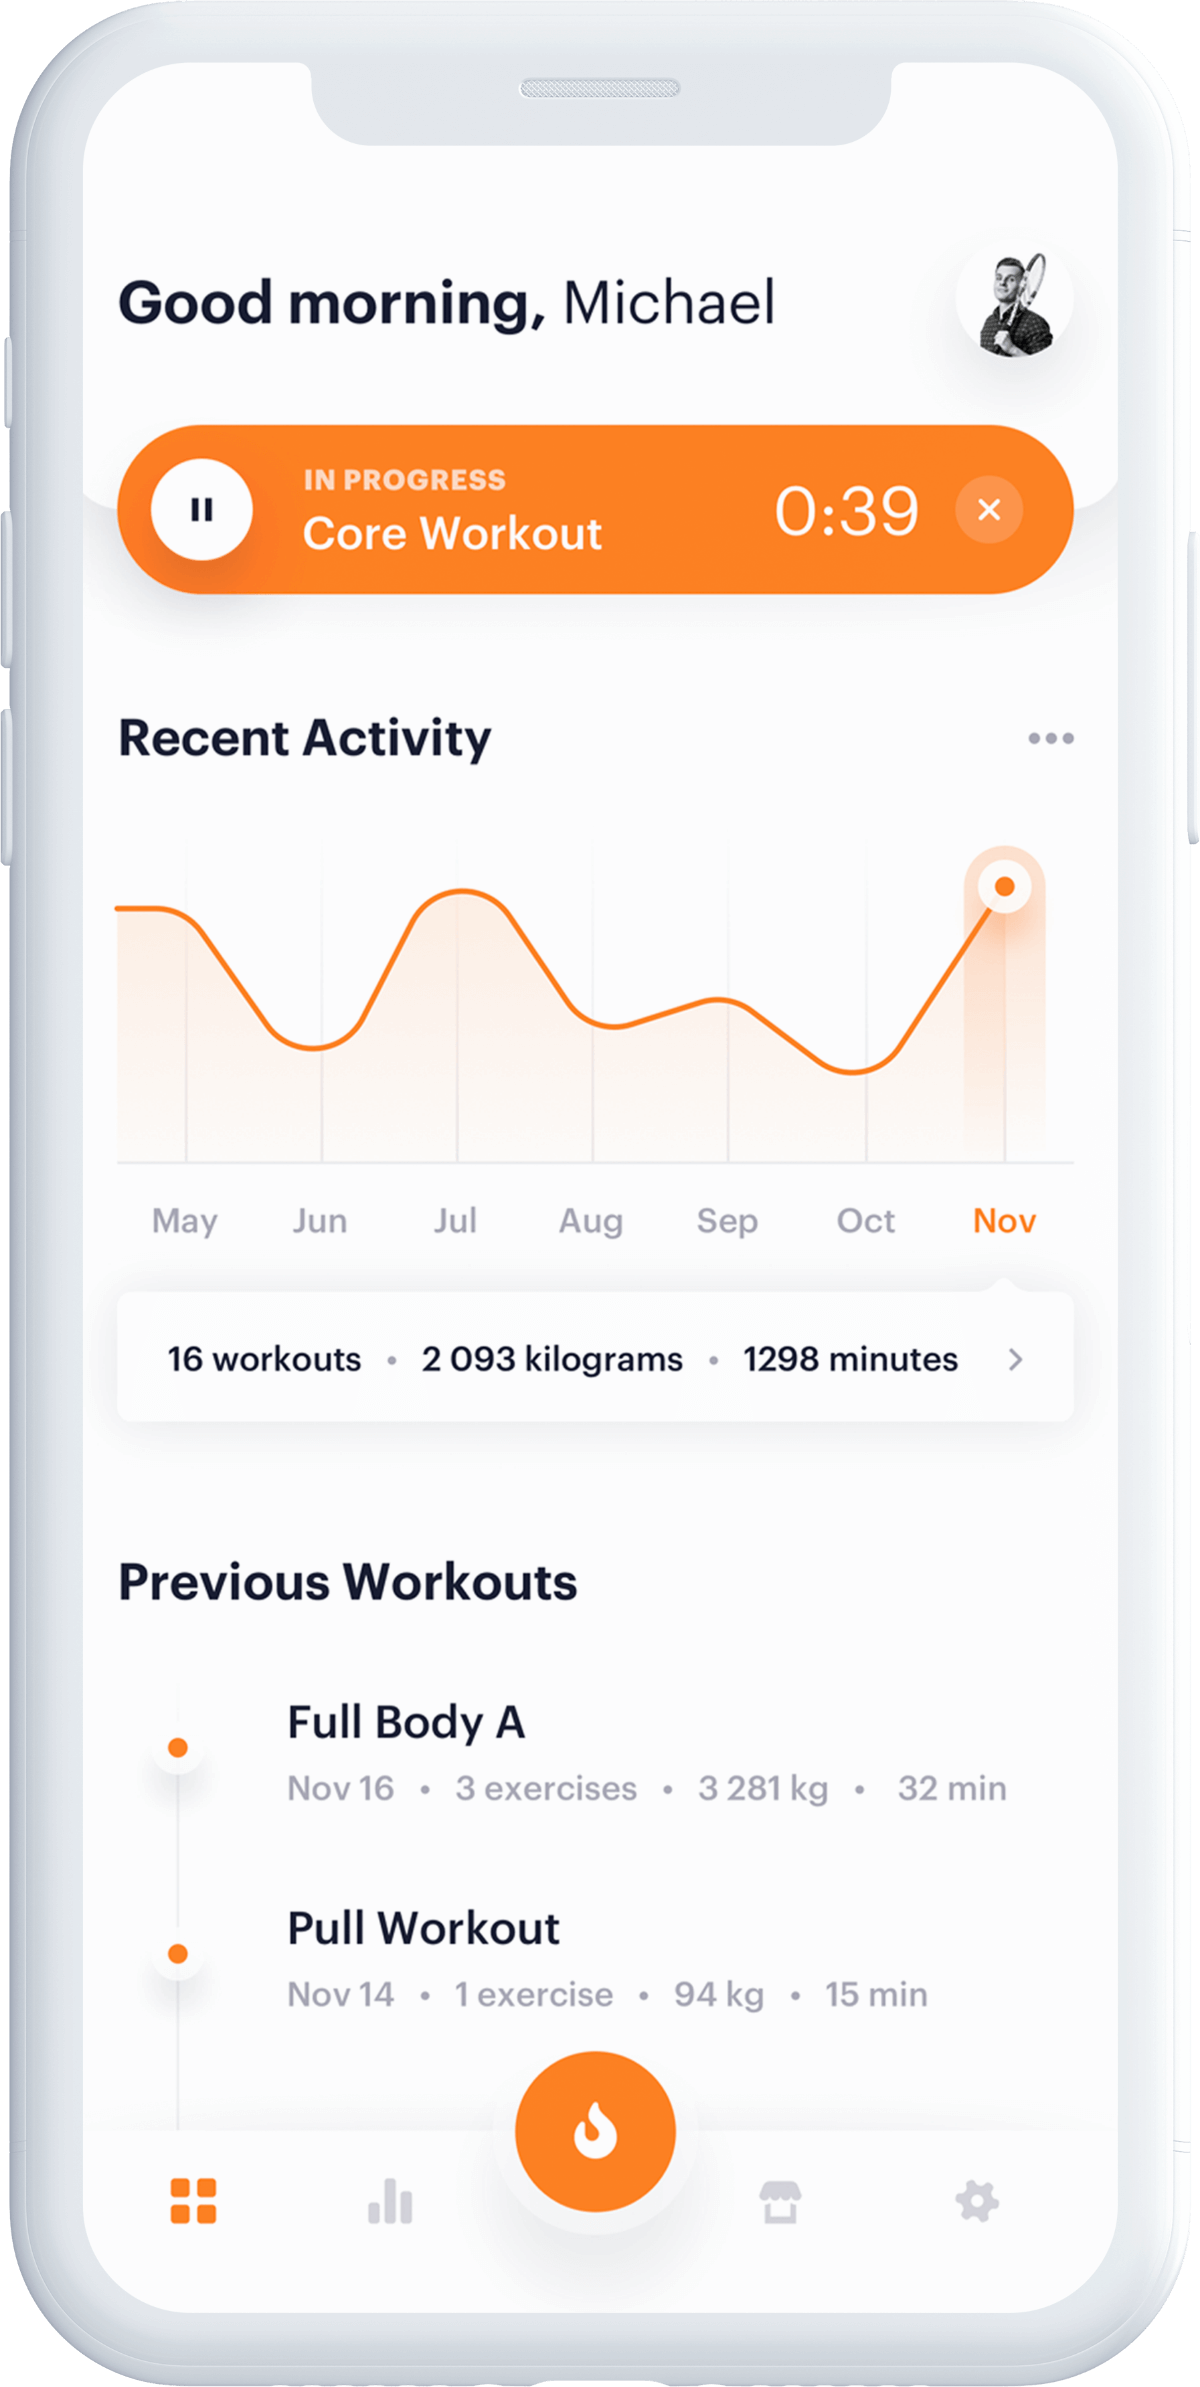 Good morning, Michael
IN PROGRESS
Core Workout
0:39
Recent Activity
May Jun Jul Aug Sep Oct Nov
16 workouts • 2 093 kilograms • 1298 minutes
Previous Workouts
Full Body A
Nov 16 • 3 exercises • 3 281 kg • 32 min
Pull Workout
Nov 14 • 1 exercise • 94 kg • 15 min